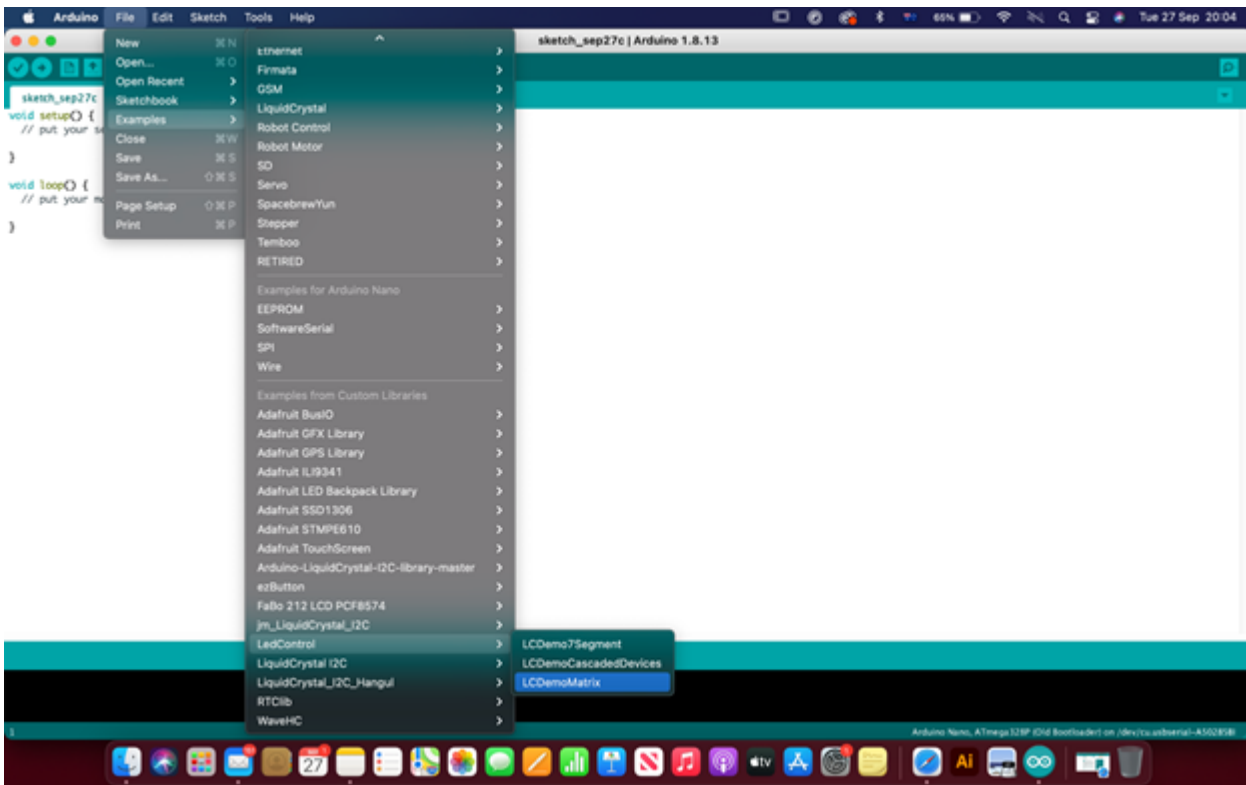 Arduino File Edit Sketch Tools Help
65% Tue 27 Sep 20:04
sketch_sep27c | Arduino 1.8.13
sketch_sep27c
void setup() {
// put your
}
void loop() {
// put your
}
New ⌘N
Open... ⌘O
Open Recent
Sketchbook
Examples
Close ⌘W
Save ⌘S
Save As... ⇧⌘S
Page Setup ⇧⌘P
Print ⌘P
Ethernet
Firmata
GSM
LiquidCrystal
Robot Control
Robot Motor
SD
Servo
SpacebrewYun
Stepper
Temboo
RETIRED
Examples for Arduino Nano
EEPROM
SoftwareSerial
SPI
Wire
Examples from Custom Libraries
Adafruit BusIO
Adafruit GFX Library
Adafruit GPS Library
Adafruit ILI9341
Adafruit LED Backpack Library
Adafruit SSD1306
Adafruit STMPE610
Adafruit TouchScreen
Arduino-LiquidCrystal-I2C-library-master
ezButton
FaBo 212 LCD PCF8574
jm_LiquidCrystal_I2C
LedControl
LiquidCrystal I2C
LiquidCrystal_I2C_Hangul
RTClib
WaveHC
LCDemo7Segment
LCDemoCascadedDevices
LCDemoMatrix
1
Arduino Nano, ATmega328P (Old Bootloader) on /dev/cu.usbserial-A50285BI
27
tv
Ai